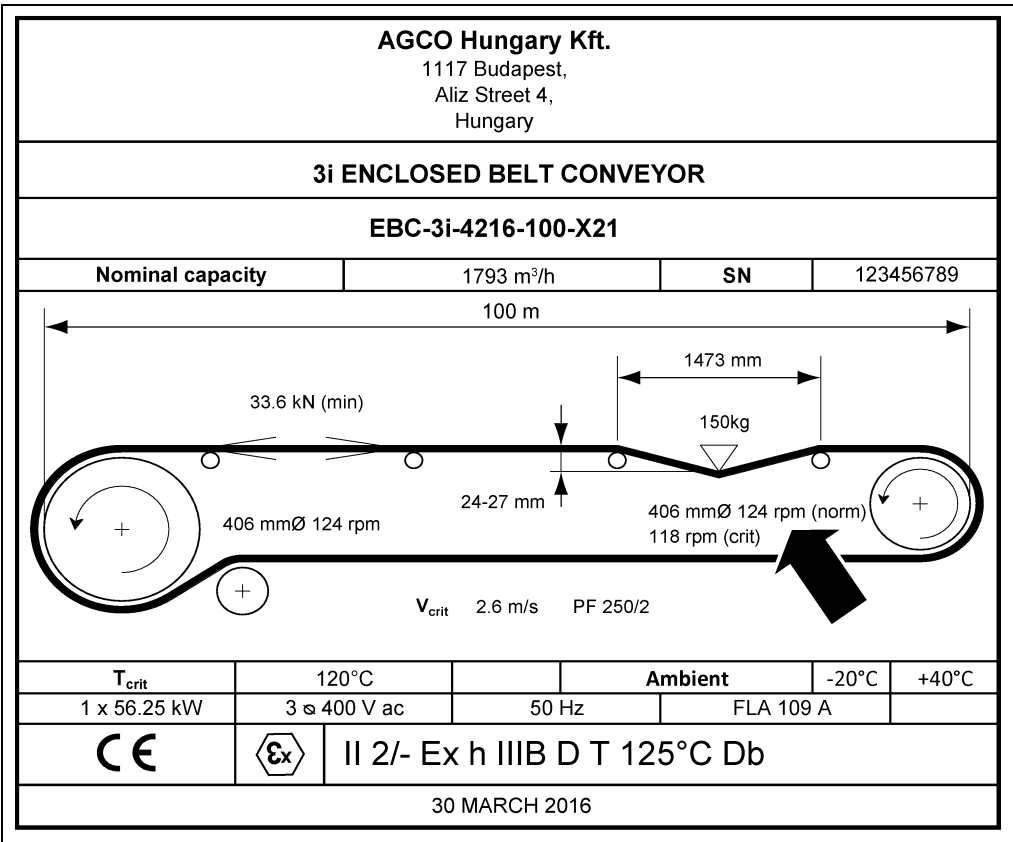 AGCO Hungary Kft.
1117 Budapest,
Aliz Street 4,
Hungary
3i ENCLOSED BELT CONVEYOR
EBC-3i-4216-100-X21
Nominal capacity 1793 m³/h SN 123456789
100 m
1473 mm
33.6 kN (min)
150kg
24-27 mm
406 mmØ 124 rpm
406 mmØ 124 rpm (norm)
118 rpm (crit)
Vcrit 2.6 m/s PF 250/2
Tcrit 120°C Ambient -20°C +40°C
1 x 56.25 kW 3 ⦰ 400 V ac 50 Hz FLA 109 A
CE Ex II 2/- Ex h IIIB D T 125°C Db
30 MARCH 2016